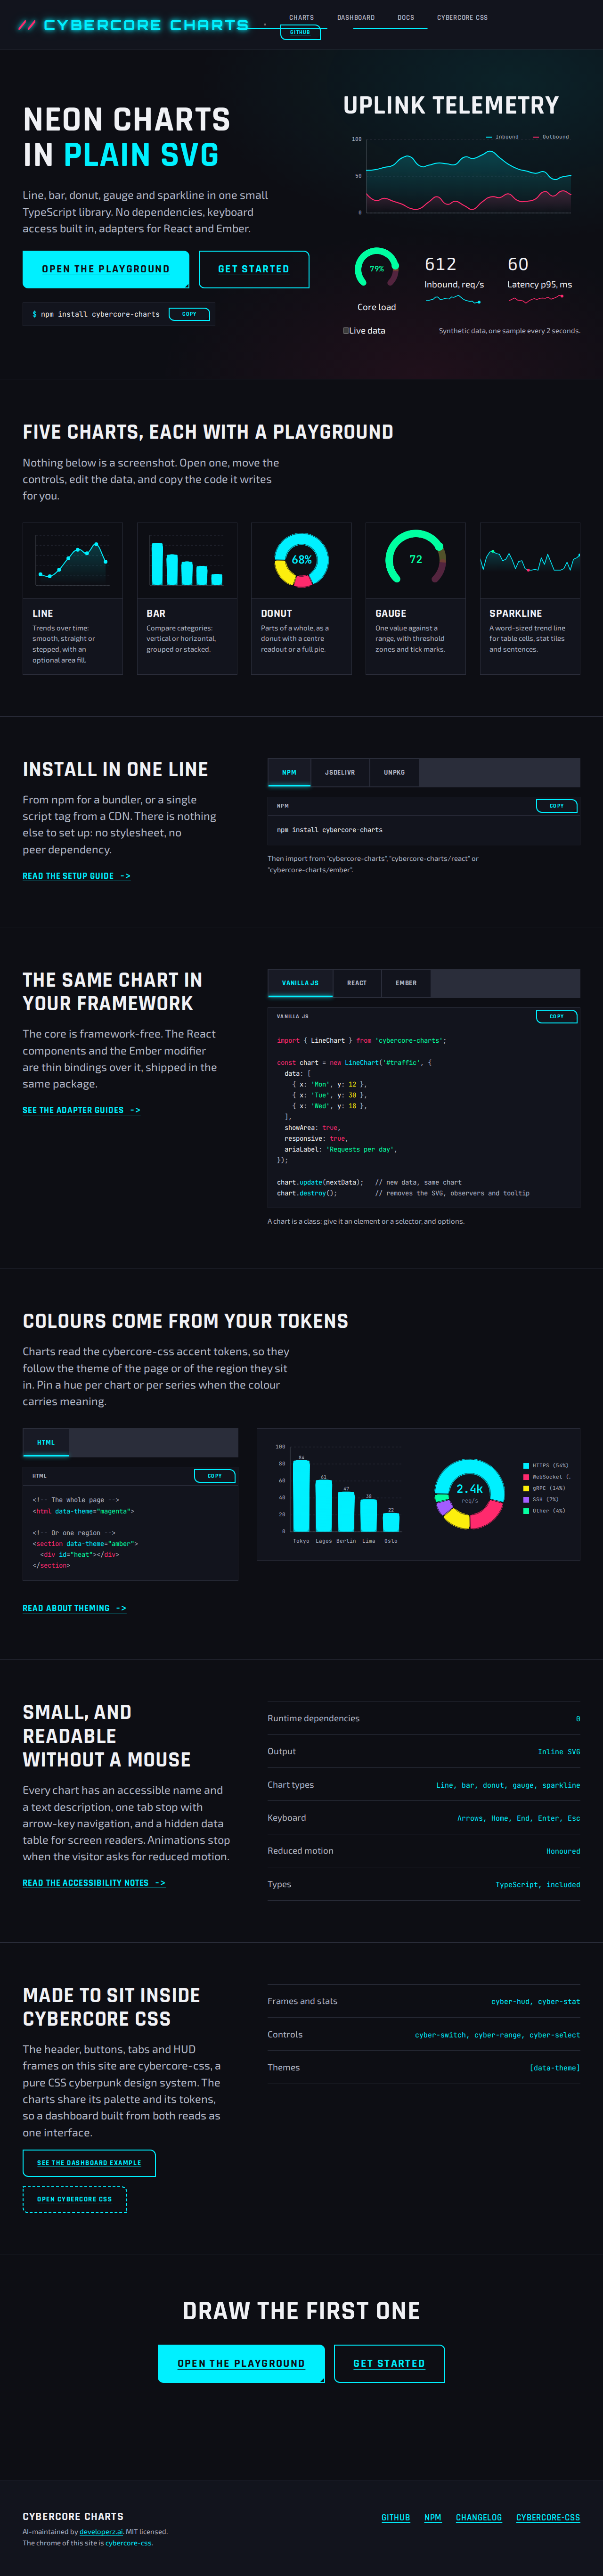 // CYBERCORE CHARTS
CHARTS DASHBOARD DOCS CYBERCORE CSS
GITHUB
NEON CHARTS
IN PLAIN SVG
Line, bar, donut, gauge and sparkline in one small
TypeScript library. No dependencies, keyboard
access built in, adapters for React and Ember.
OPEN THE PLAYGROUND GET STARTED
$ npm install cybercore-charts COPY
UPLINK TELEMETRY
Inbound Outbound
100
50
0
79%
Core load
612
Inbound, req/s
60
Latency p95, ms
Live data
Synthetic data, one sample every 2 seconds.
FIVE CHARTS, EACH WITH A PLAYGROUND
Nothing below is a screenshot. Open one, move the
controls, edit the data, and copy the code it writes
for you.
LINE
Trends over time:
smooth, straight or
stepped, with an
optional area fill.
BAR
Compare categories:
vertical or horizontal,
grouped or stacked.
68%
DONUT
Parts of a whole, as a
donut with a centre
readout or a full pie.
72
GAUGE
One value against a
range, with threshold
zones and tick marks.
SPARKLINE
A word-sized trend line
for table cells, stat tiles
and sentences.
INSTALL IN ONE LINE
From npm for a bundler, or a single
script tag from a CDN. There is nothing
else to set up: no stylesheet, no
peer dependency.
READ THE SETUP GUIDE ->
NPM JSDELIVR UNPKG
NPM COPY
npm install cybercore-charts
Then import from "cybercore-charts", "cybercore-charts/react" or
"cybercore-charts/ember".
THE SAME CHART IN
YOUR FRAMEWORK
The core is framework-free. The React
components and the Ember modifier
are thin bindings over it, shipped in the
same package.
SEE THE ADAPTER GUIDES ->
VANILLA JS REACT EMBER
VANILLA JS COPY
import { LineChart } from 'cybercore-charts';
const chart = new LineChart('#traffic', {
data: [
{ x: 'Mon', y: 12 },
{ x: 'Tue', y: 30 },
{ x: 'Wed', y: 18 },
],
showArea: true,
responsive: true,
ariaLabel: 'Requests per day',
});
chart.update(nextData); // new data, same chart
chart.destroy(); // removes the SVG, observers and tooltip
A chart is a class: give it an element or a selector, and options.
COLOURS COME FROM YOUR TOKENS
Charts read the cybercore-css accent tokens, so they
follow the theme of the page or of the region they sit
in. Pin a hue per chart or per series when the colour
carries meaning.
HTML
HTML COPY
<!-- The whole page -->
<html data-theme="magenta">
<!-- Or one region -->
<section data-theme="amber">
<div id="heat"></div>
</section>
READ ABOUT THEMING ->
100
80
60
40
20
0
84
61
47
38
22
Tokyo Lagos Berlin Lima Oslo
2.4k
req/s
HTTPS (54%)
WebSocket (.
gRPC (14%)
SSH (7%)
Other (4%)
SMALL, AND
READABLE
WITHOUT A MOUSE
Every chart has an accessible name and
a text description, one tab stop with
arrow-key navigation, and a hidden data
table for screen readers. Animations stop
when the visitor asks for reduced motion.
READ THE ACCESSIBILITY NOTES ->
Runtime dependencies 0
Output Inline SVG
Chart types Line, bar, donut, gauge, sparkline
Keyboard Arrows, Home, End, Enter, Esc
Reduced motion Honoured
Types TypeScript, included
MADE TO SIT INSIDE
CYBERCORE CSS
The header, buttons, tabs and HUD
frames on this site are cybercore-css, a
pure CSS cyberpunk design system. The
charts share its palette and its tokens,
so a dashboard built from both reads as
one interface.
SEE THE DASHBOARD EXAMPLE
OPEN CYBERCORE CSS
Frames and stats cyber-hud, cyber-stat
Controls cyber-switch, cyber-range, cyber-select
Themes [data-theme]
DRAW THE FIRST ONE
OPEN THE PLAYGROUND GET STARTED
CYBERCORE CHARTS
AI-maintained by developerz.ai. MIT licensed.
The chrome of this site is cybercore-css.
GITHUB NPM CHANGELOG CYBERCORE-CSS